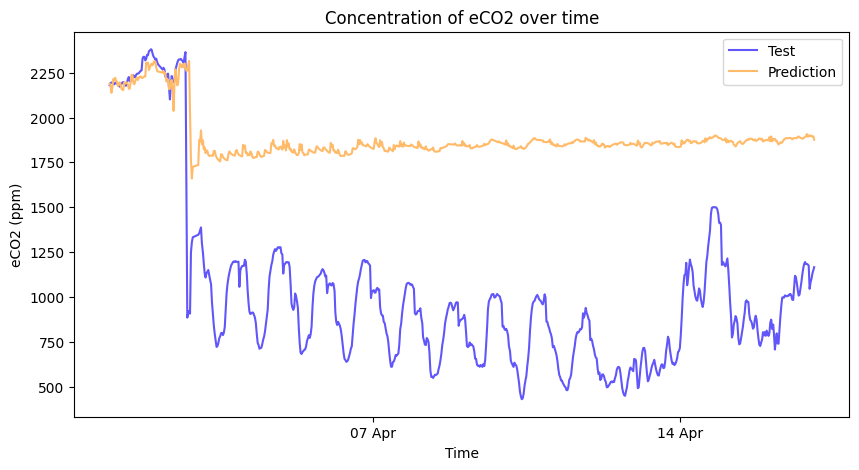 Concentration of eCO2 over time
Test
Prediction
eCO2 (ppm)
2250
2000
1750
1500
1250
1000
750
500
07 Apr
14 Apr
Time